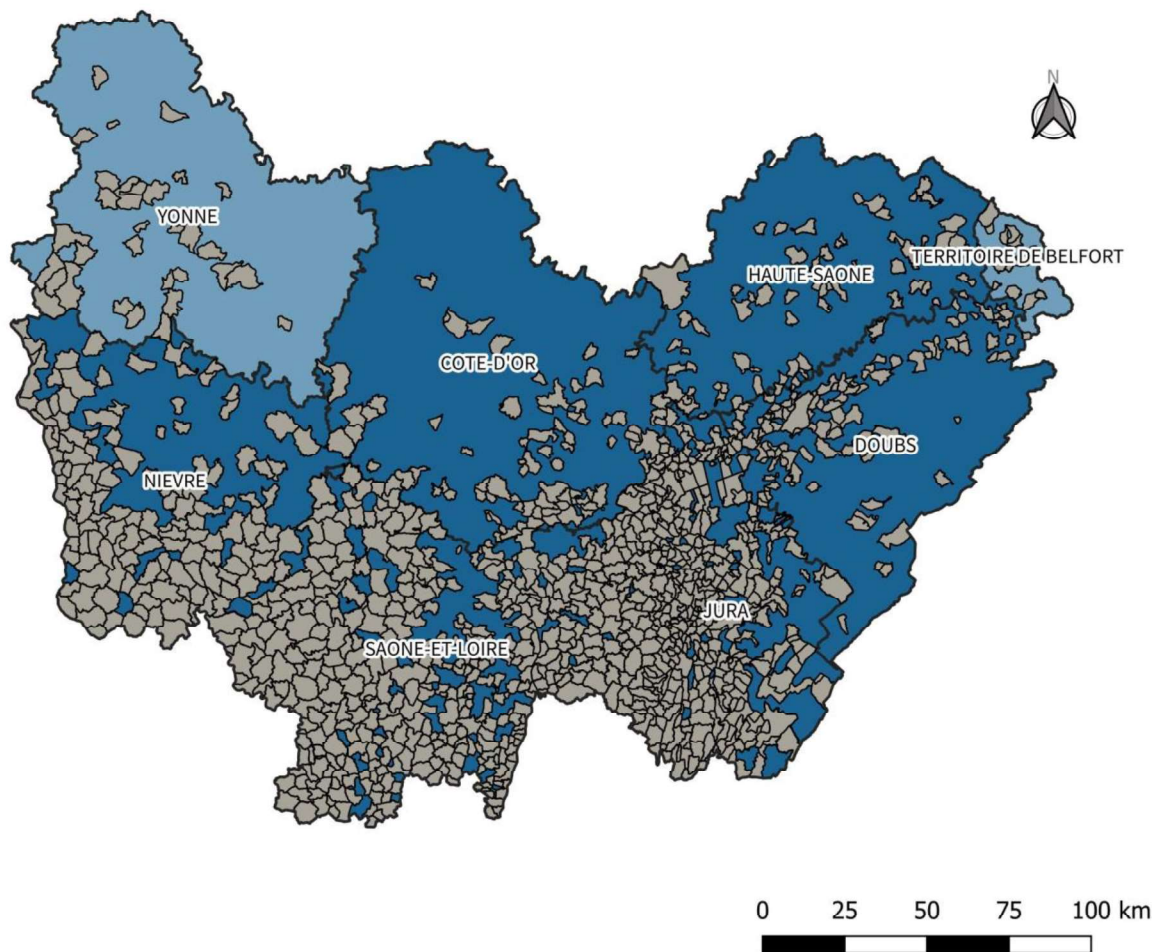 N
YONNE
TERRITOIRE DE BELFORT
HAUTE-SAONE
COTE-D'OR
DOUBS
NIEVRE
JURA
SAONE-ET-LOIRE
0 25 50 75 100 km